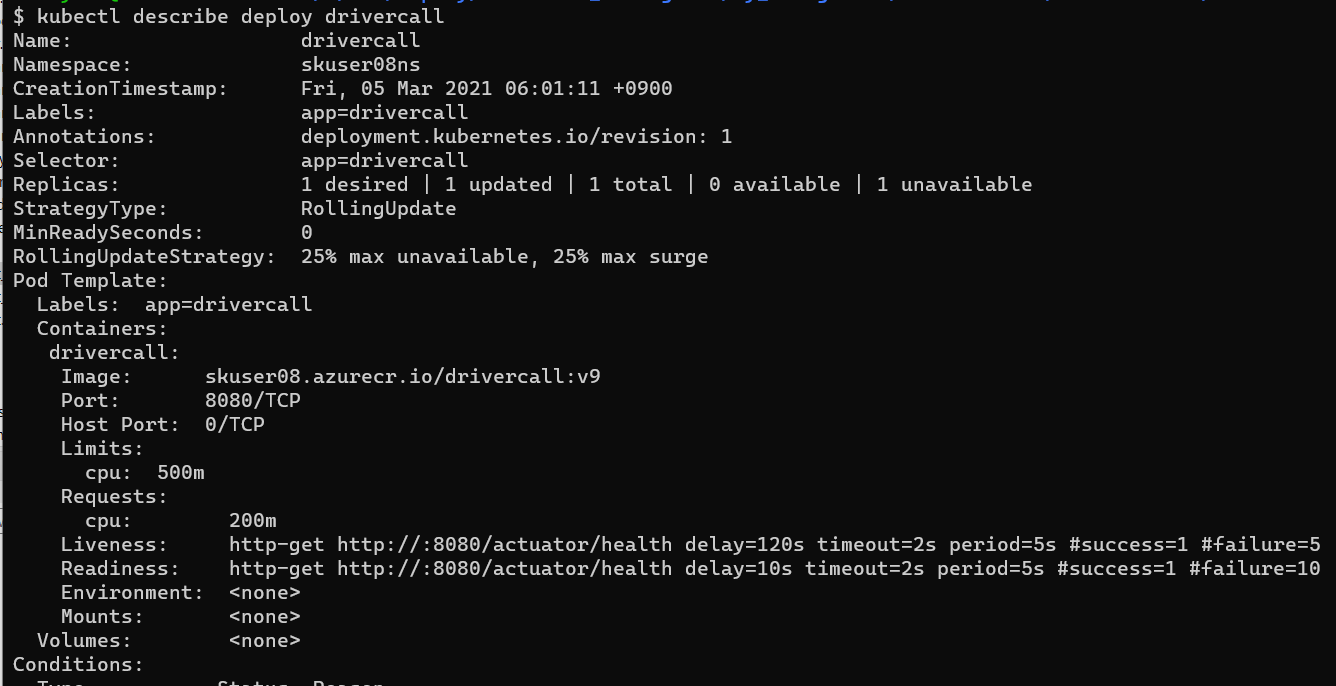 $ kubectl describe deploy drivercall
Name:                   drivercall
Namespace:              skuser08ns
CreationTimestamp:      Fri, 05 Mar 2021 06:01:11 +0900
Labels:                 app=drivercall
Annotations:            deployment.kubernetes.io/revision: 1
Selector:               app=drivercall
Replicas:               1 desired | 1 updated | 1 total | 0 available | 1 unavailable
StrategyType:           RollingUpdate
MinReadySeconds:        0
RollingUpdateStrategy:  25% max unavailable, 25% max surge
Pod Template:
  Labels:  app=drivercall
  Containers:
   drivercall:
    Image:      skuser08.azurecr.io/drivercall:v9
    Port:       8080/TCP
    Host Port:  0/TCP
    Limits:
      cpu:  500m
    Requests:
      cpu:        200m
    Liveness:     http-get http://:8080/actuator/health delay=120s timeout=2s period=5s #success=1 #failure=5
    Readiness:    http-get http://:8080/actuator/health delay=10s timeout=2s period=5s #success=1 #failure=10
    Environment:  <none>
    Mounts:       <none>
  Volumes:        <none>
Conditions:
  Type           Status  Reason